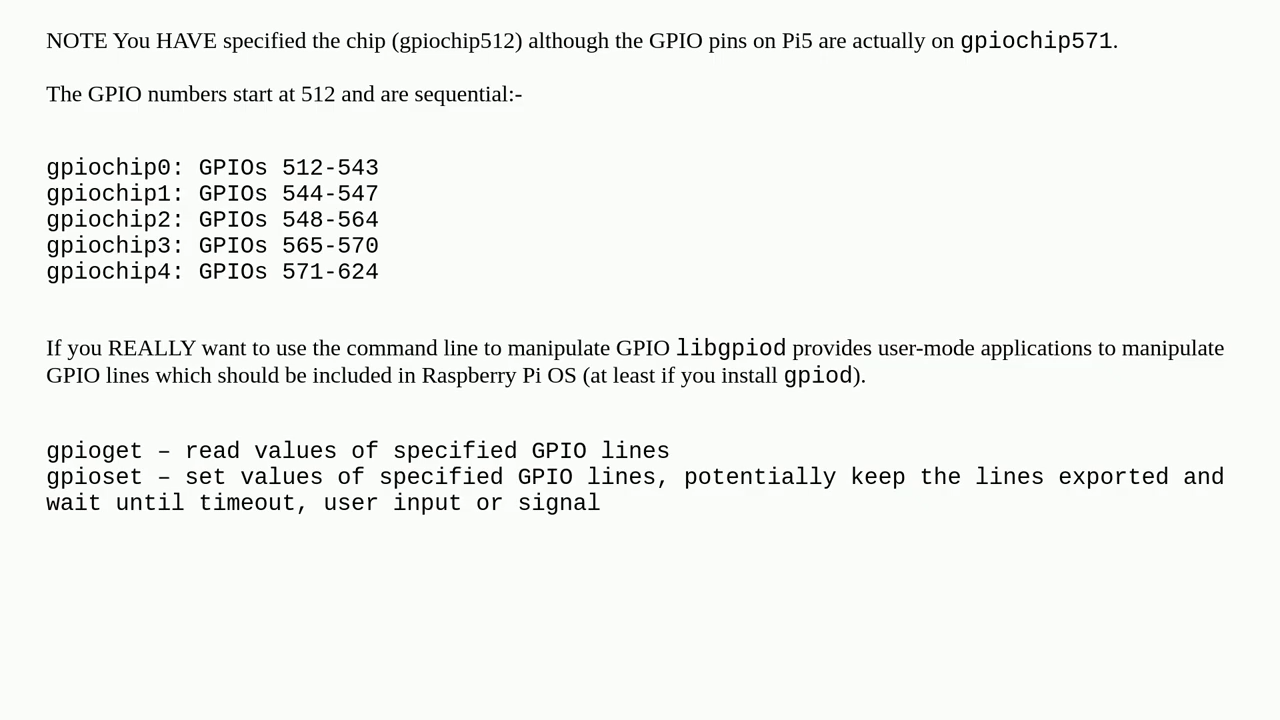 NOTE You HAVE specified the chip (gpiochip512) although the GPIO pins on Pi5 are actually on gpiochip571.
The GPIO numbers start at 512 and are sequential:-
gpiochip0: GPIOs 512-543
gpiochip1: GPIOs 544-547
gpiochip2: GPIOs 548-564
gpiochip3: GPIOs 565-570
gpiochip4: GPIOs 571-624
If you REALLY want to use the command line to manipulate GPIO libgpiod provides user-mode applications to manipulate
GPIO lines which should be included in Raspberry Pi OS (at least if you install gpiod).
gpioget – read values of specified GPIO lines
gpioset – set values of specified GPIO lines, potentially keep the lines exported and
wait until timeout, user input or signal